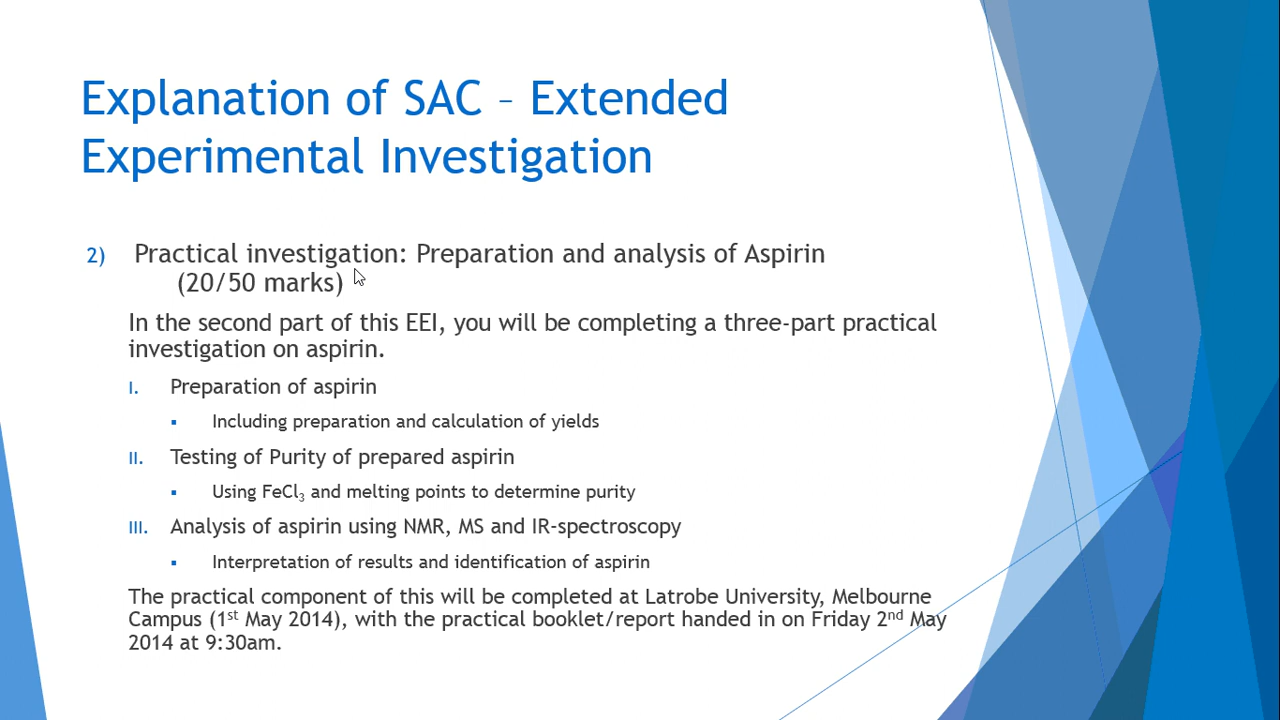 Explanation of SAC – Extended
Experimental Investigation
2) Practical investigation: Preparation and analysis of Aspirin
(20/50 marks)
In the second part of this EEI, you will be completing a three-part practical
investigation on aspirin.
I. Preparation of aspirin
▪ Including preparation and calculation of yields
II. Testing of Purity of prepared aspirin
▪ Using FeCl₃ and melting points to determine purity
III. Analysis of aspirin using NMR, MS and IR-spectroscopy
▪ Interpretation of results and identification of aspirin
The practical component of this will be completed at Latrobe University, Melbourne
Campus (1st May 2014), with the practical booklet/report handed in on Friday 2nd May
2014 at 9:30am.